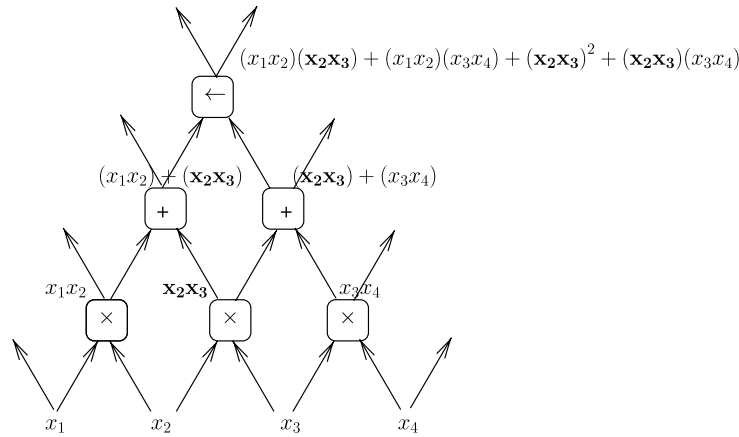 (x₁x₂)(𝐱₂𝐱₃) + (x₁x₂)(x₃x₄) + (𝐱₂𝐱₃)² + (𝐱₂𝐱₃)(x₃x₄)
←
(x₁x₂) + (𝐱₂𝐱₃) (𝐱₂𝐱₃) + (x₃x₄)
+ +
x₁x₂ 𝐱₂𝐱₃ x₃x₄
× × ×
x₁ x₂ x₃ x₄